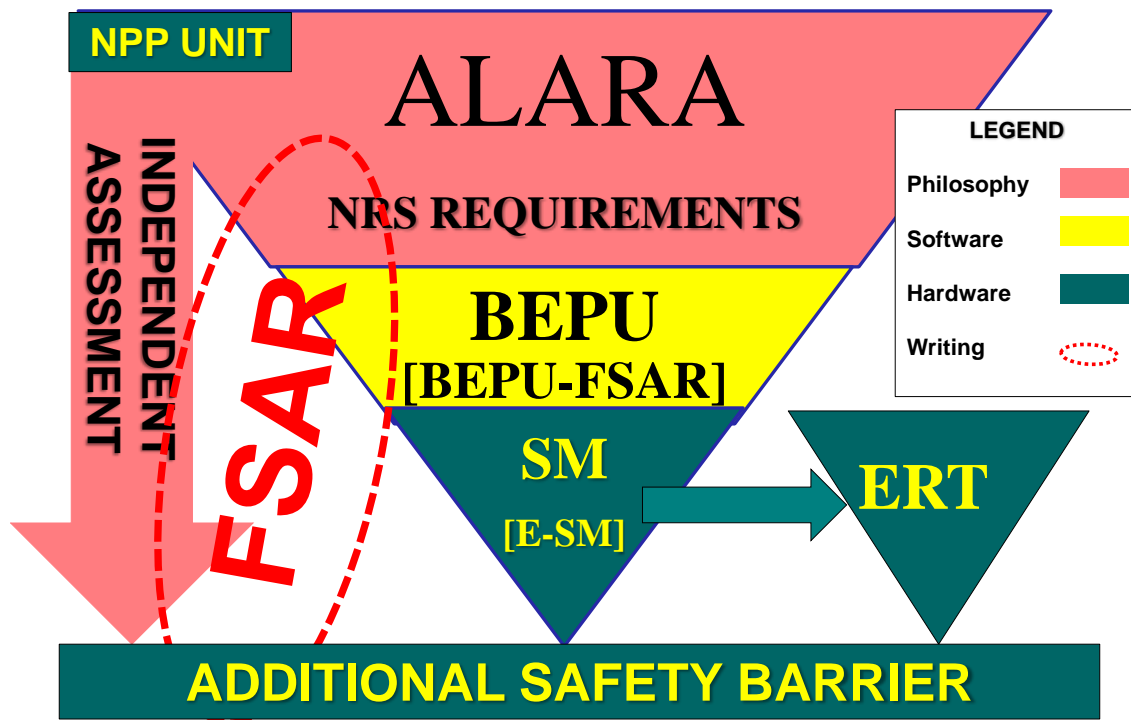 NPP UNIT
ALARA
NRS REQUIREMENTS
INDEPENDENT
ASSESSMENT
FSAR
BEPU
[BEPU-FSAR]
SM
[E-SM]
ERT
LEGEND
Philosophy
Software
Hardware
Writing
ADDITIONAL SAFETY BARRIER